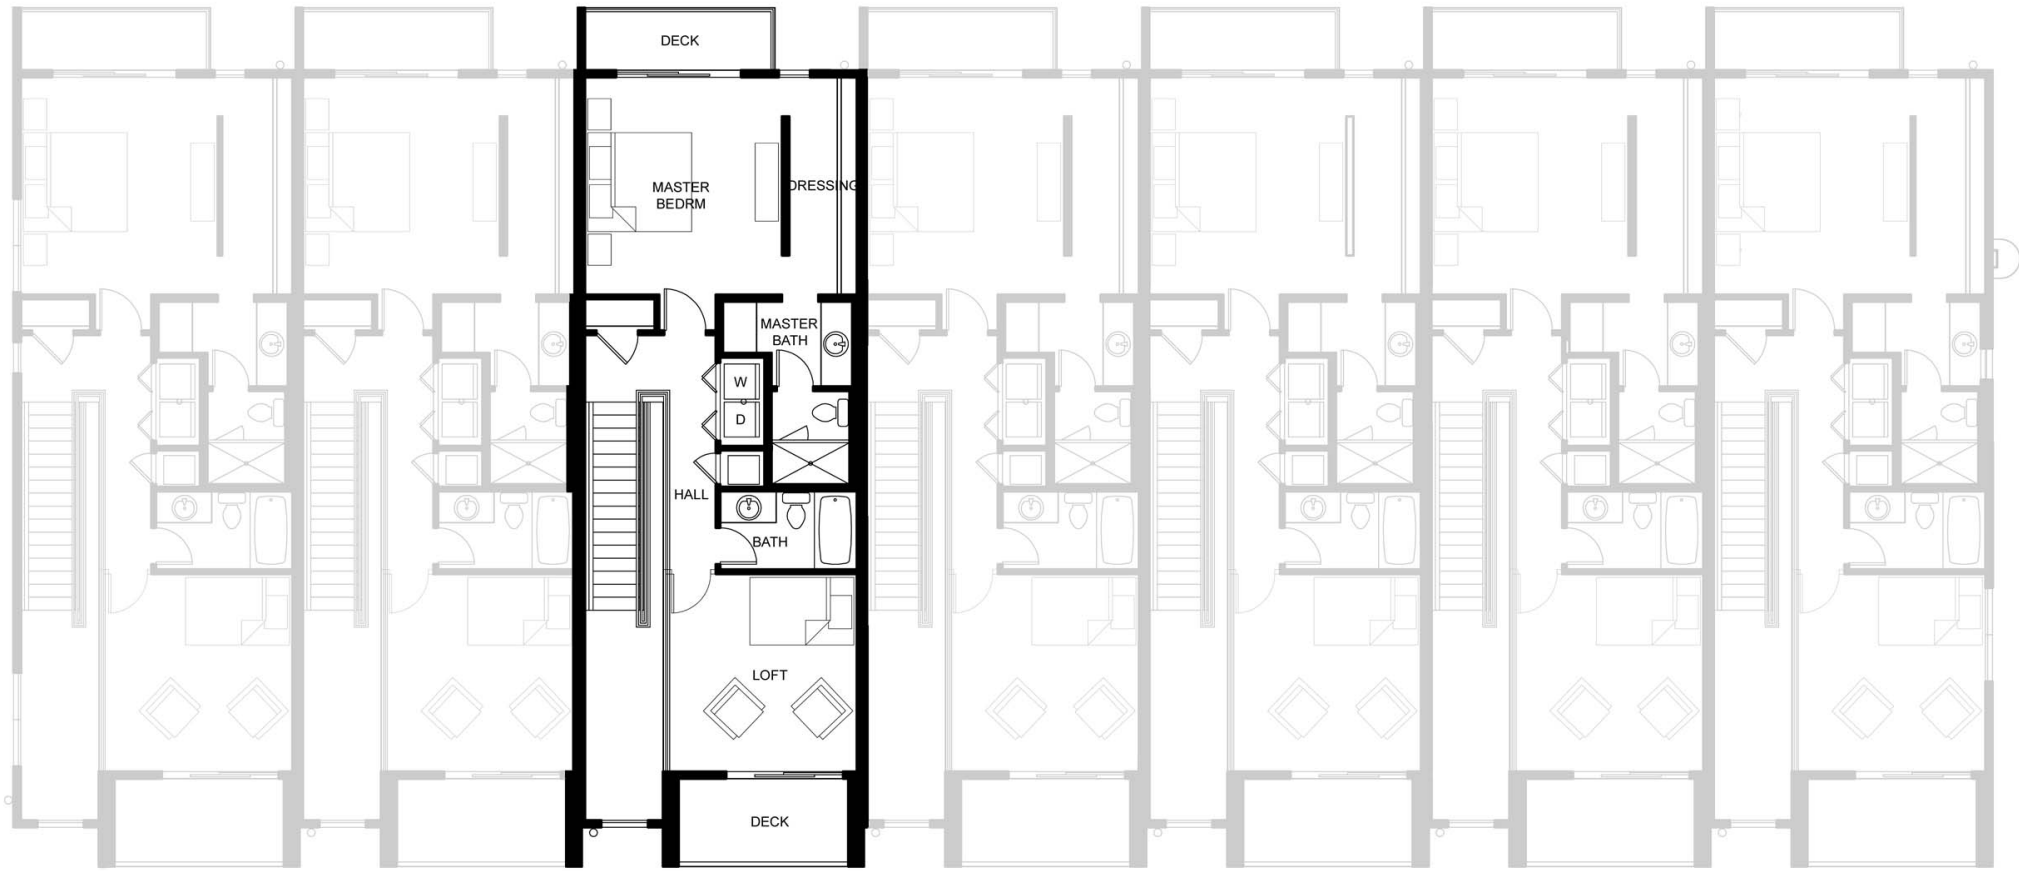 DECK
MASTER
BEDRM
DRESSING
MASTER
BATH
W
D
HALL
BATH
LOFT
DECK